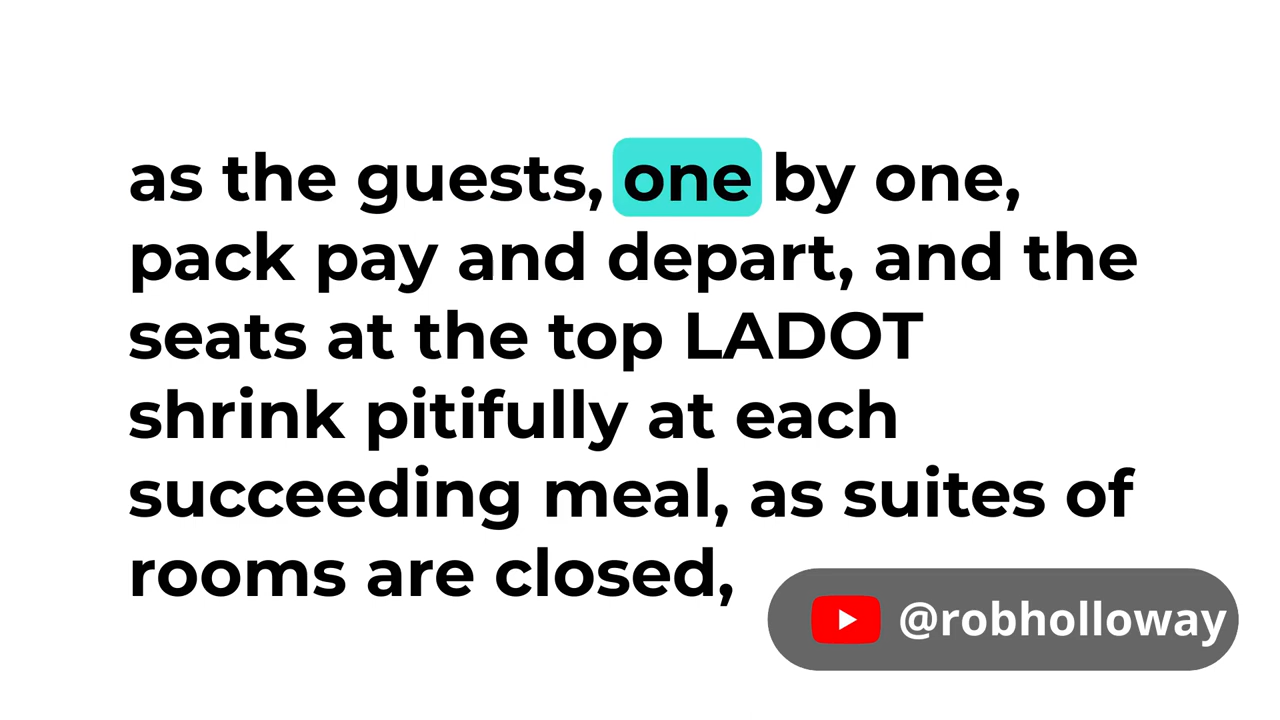 as the guests, one by one,
pack pay and depart, and the
seats at the top LADOT
shrink pitifully at each
succeeding meal, as suites of
rooms are closed,
@robholloway